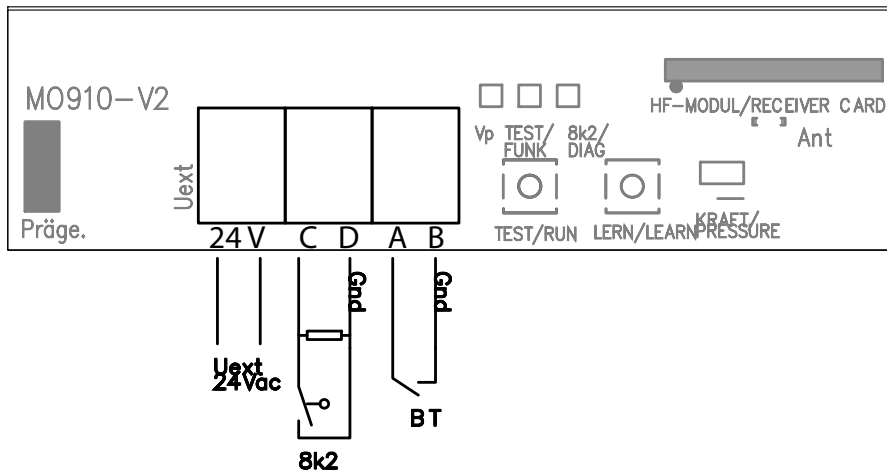 MO910-V2
Präge.
Uext
24 V C D A B
Vp TEST/FUNK 8k2/DIAG
HF-MODUL/RECEIVER CARD
Ant
TEST/RUN
LERN/LEARN
KRAFT/PRESSURE
Gnd
Gnd
Uext
24Vac
8k2
BT